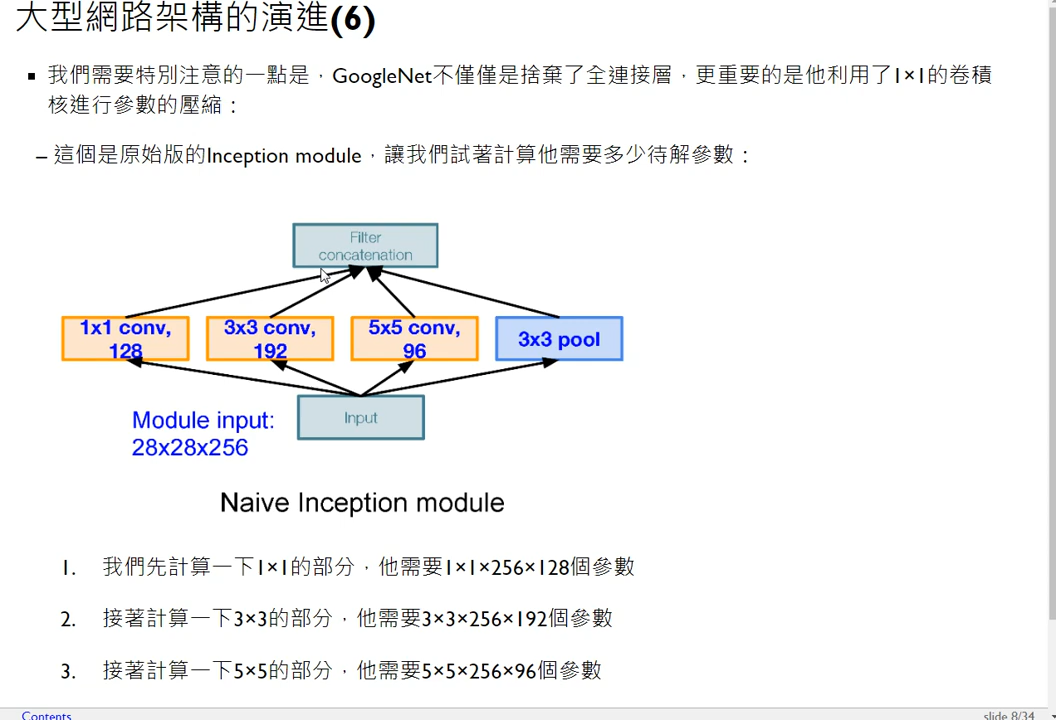 大型網路架構的演進(6)
▪ 我們需要特別注意的一點是，GoogleNet不僅僅是捨棄了全連接層，更重要的是他利用了1×1的卷積
核進行參數的壓縮：
– 這個是原始版的Inception module，讓我們試著計算他需要多少待解參數：
Filter
concatenation
1x1 conv,
128
3x3 conv,
192
5x5 conv,
96
3x3 pool
Module input:
28x28x256
Input
Naive Inception module
1. 我們先計算一下1×1的部分，他需要1×1×256×128個參數
2. 接著計算一下3×3的部分，他需要3×3×256×192個參數
3. 接著計算一下5×5的部分，他需要5×5×256×96個參數
Contents
slide 8/34